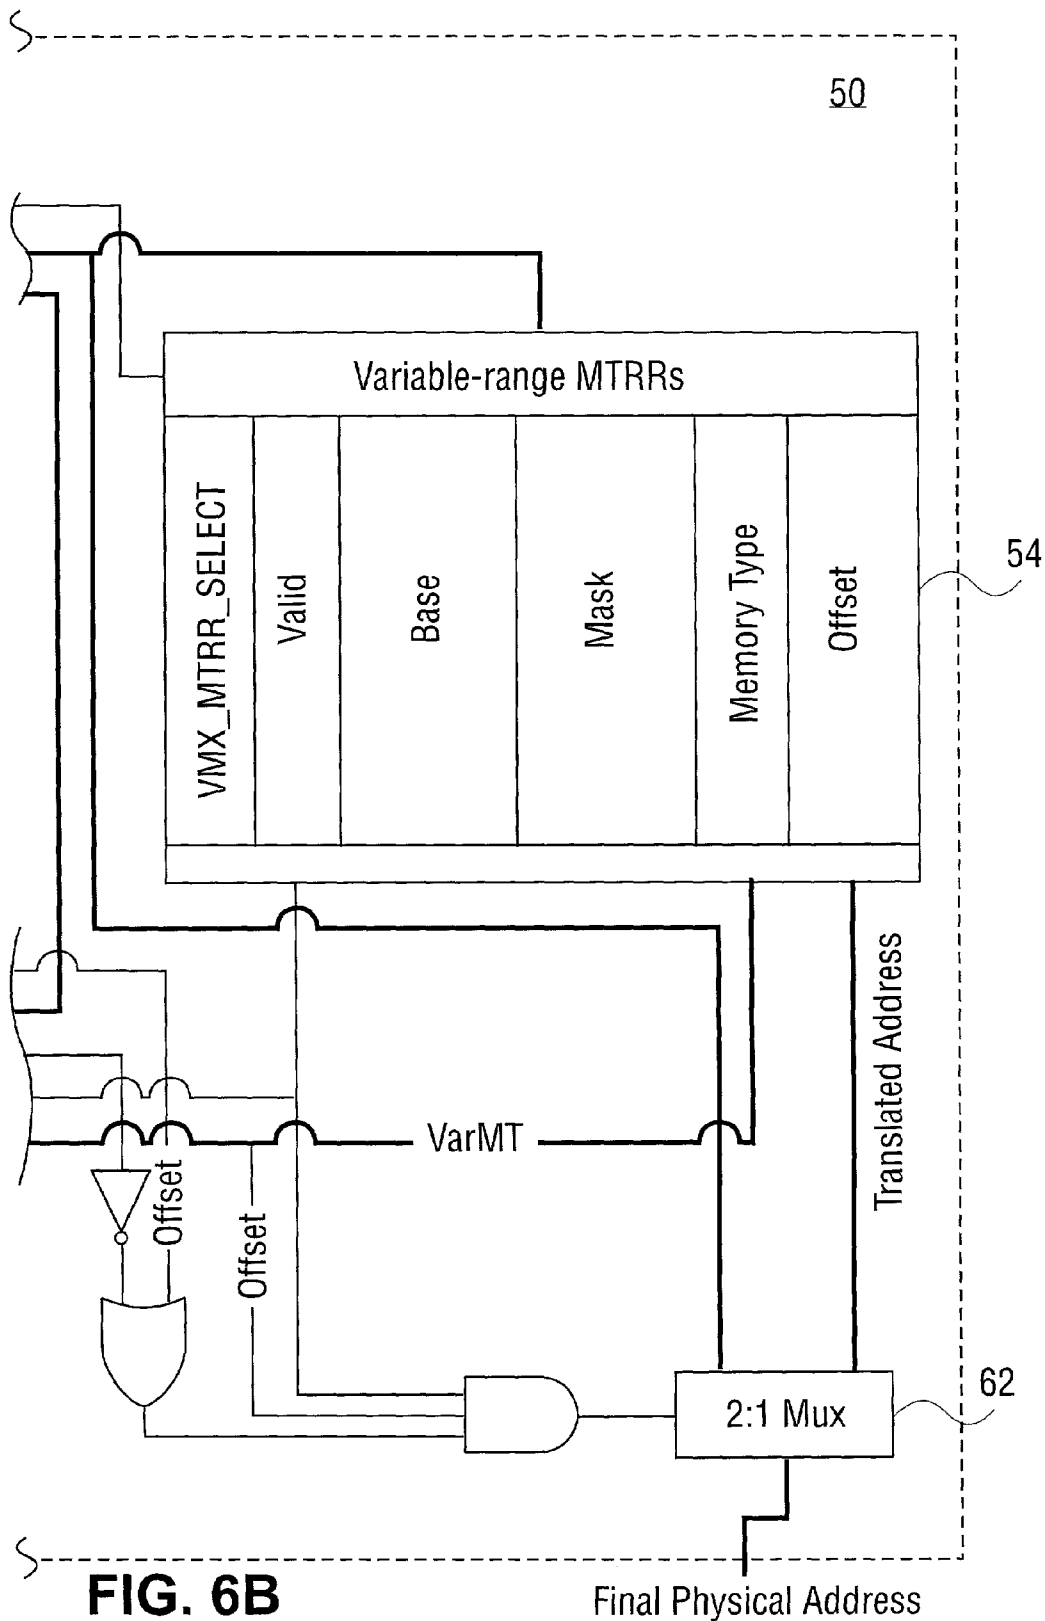 50
Variable-range MTRRs
VMX_MTRR_SELECT
Valid
Base
Mask
Memory Type
Offset
54
Translated Address
VarMT
Offset
Offset
2:1 Mux
62
FIG. 6B
Final Physical Address